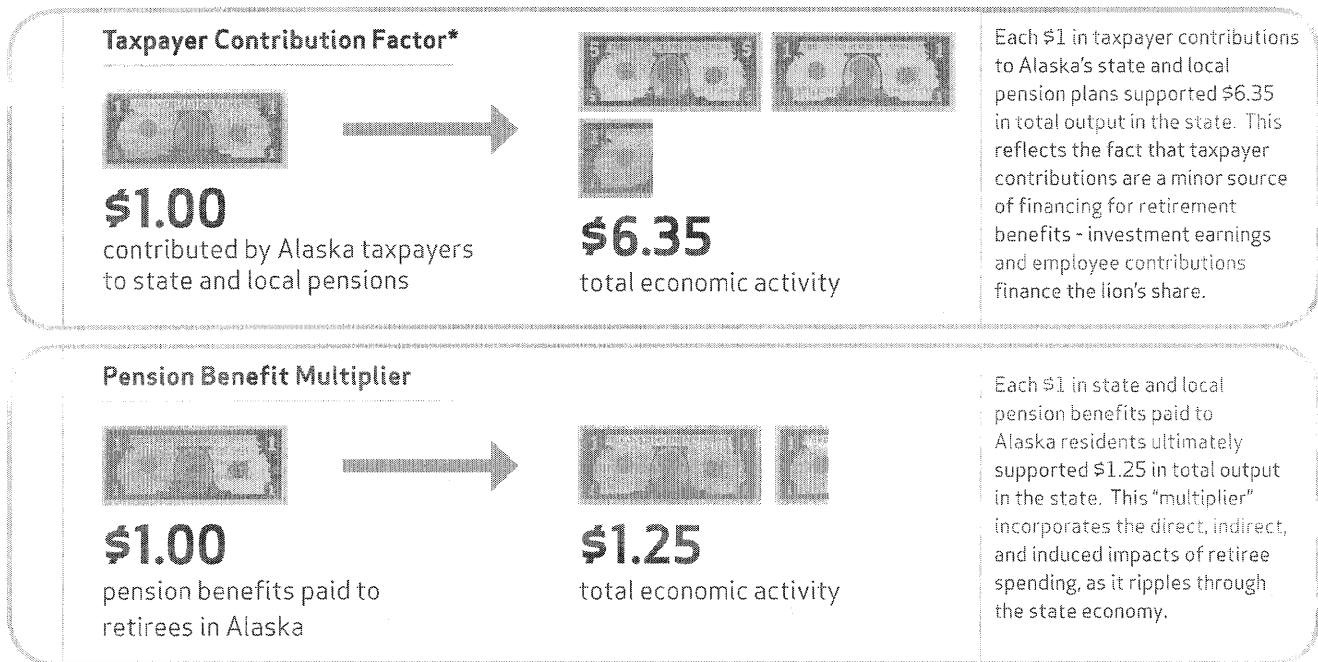 Taxpayer Contribution Factor*
$1.00
contributed by Alaska taxpayers
to state and local pensions
$6.35
total economic activity
Each $1 in taxpayer contributions
to Alaska's state and local
pension plans supported $6.35
in total output in the state. This
reflects the fact that taxpayer
contributions are a minor source
of financing for retirement
benefits - investment earnings
and employee contributions
finance the lion's share.
Pension Benefit Multiplier
$1.00
pension benefits paid to
retirees in Alaska
$1.25
total economic activity
Each $1 in state and local
pension benefits paid to
Alaska residents ultimately
supported $1.25 in total output
in the state. This "multiplier"
incorporates the direct, indirect,
and induced impacts of retiree
spending, as it ripples through
the state economy.